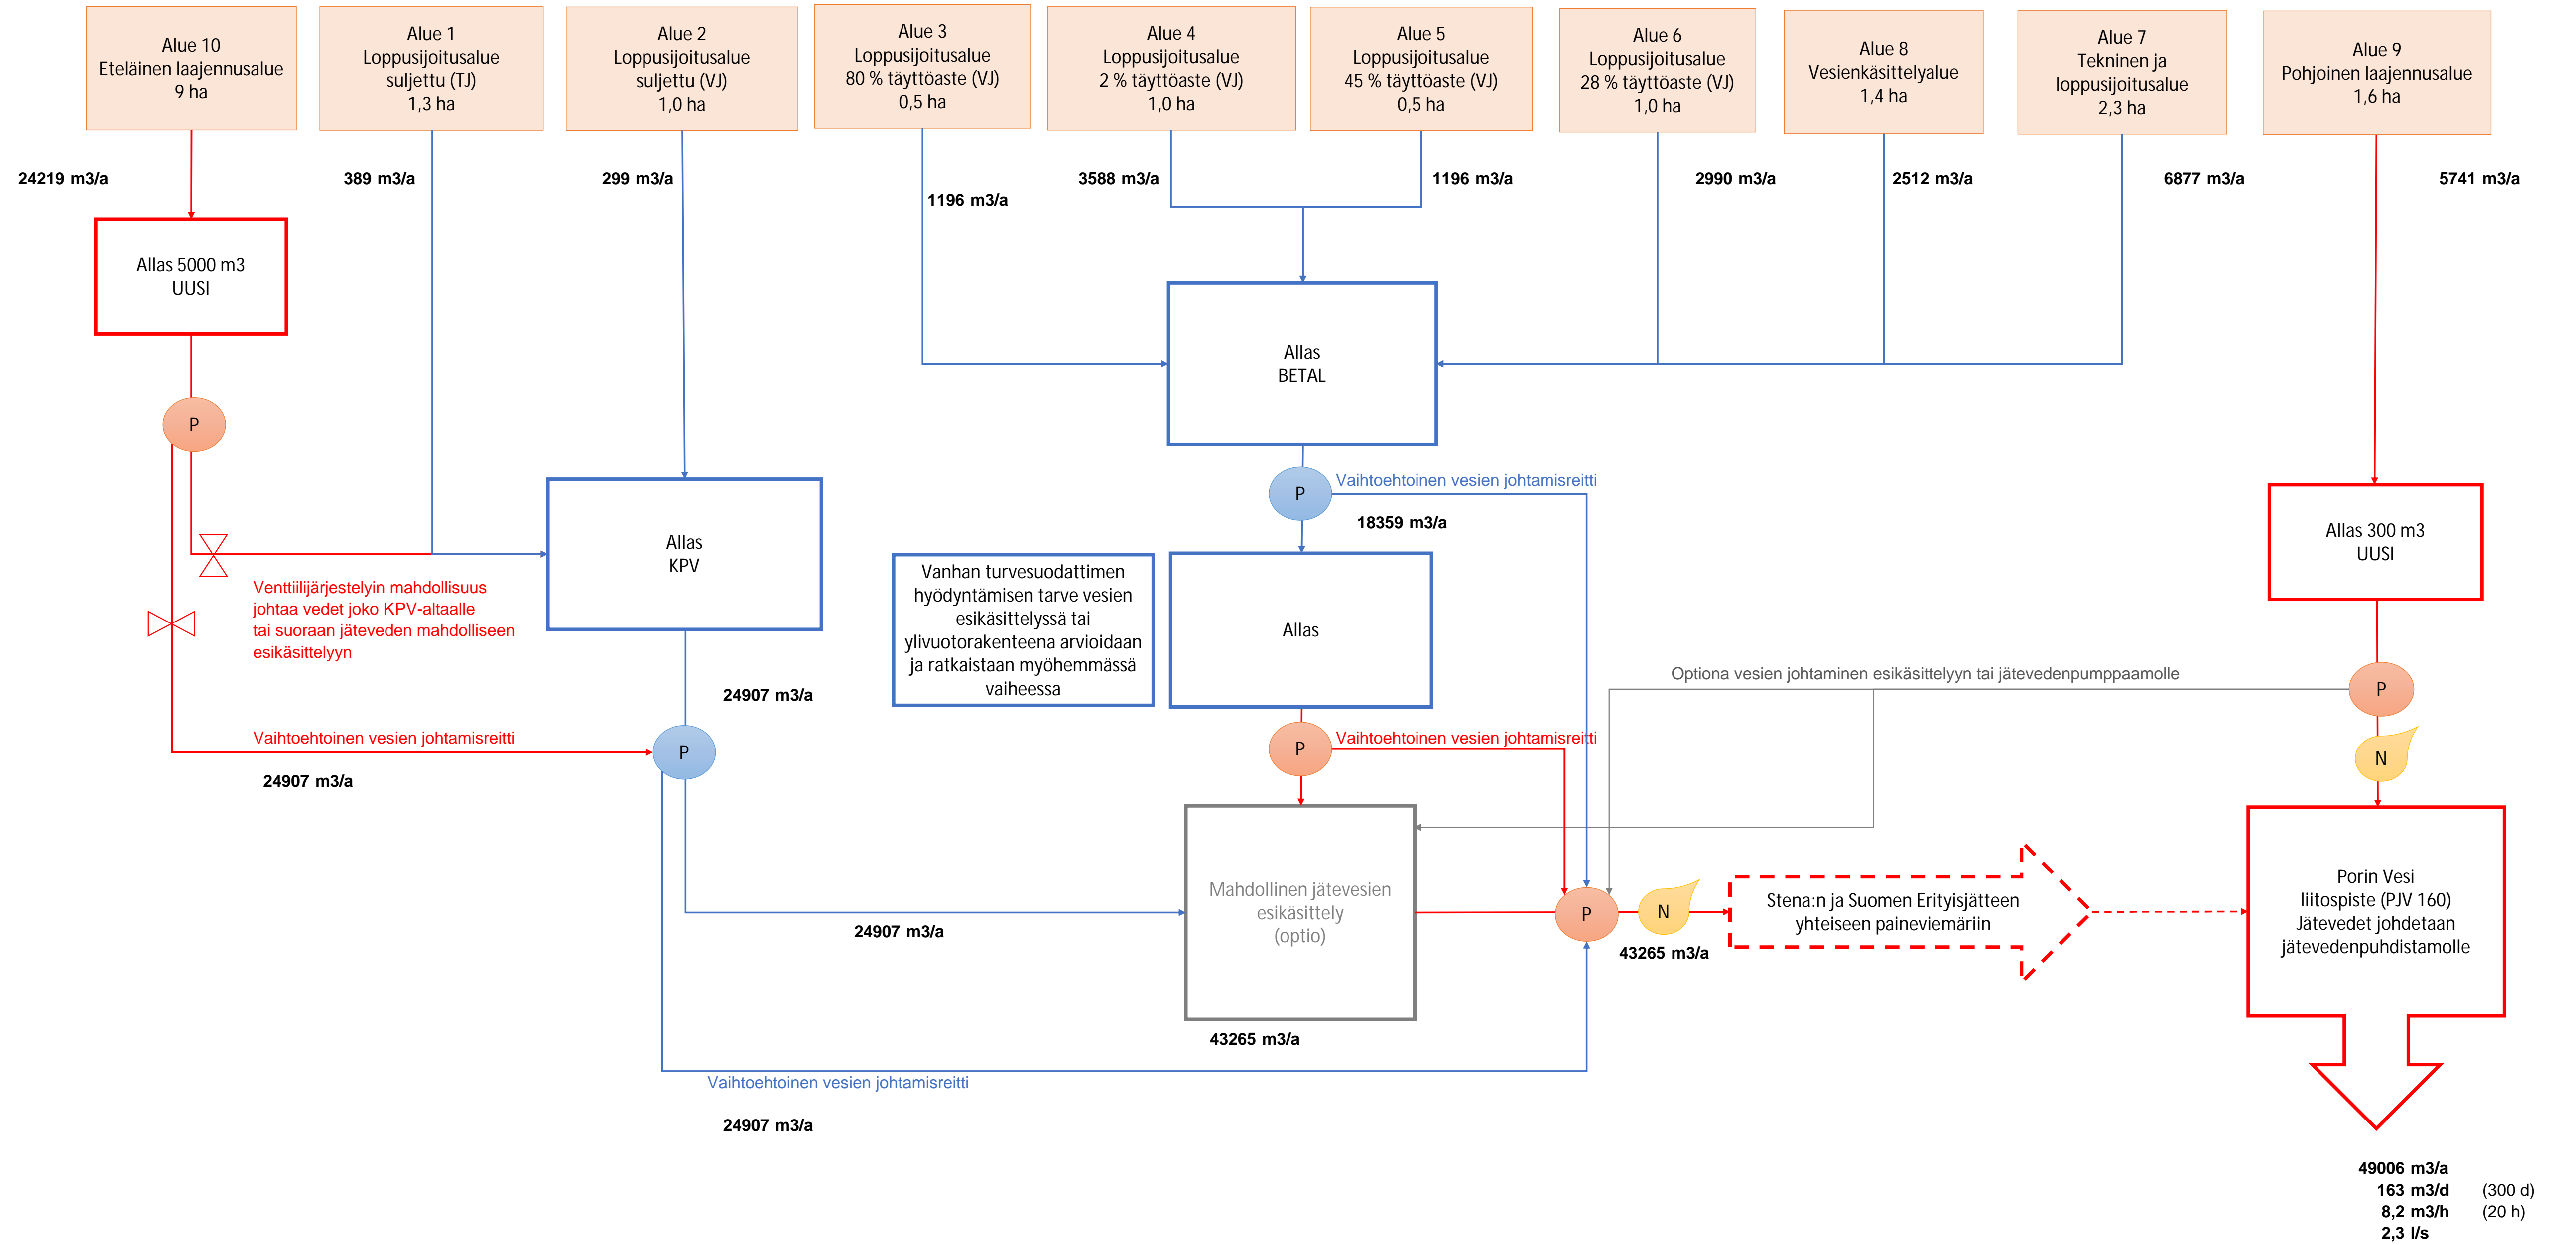 Alue 10
Eteläinen laajennusalue
9 ha
Alue 1
Loppusijoitusalue
suljettu (TJ)
1,3 ha
Alue 2
Loppusijoitusalue
suljettu (VJ)
1,0 ha
Alue 3
Loppusijoitusalue
80 % täyttöaste (VJ)
0,5 ha
Alue 4
Loppusijoitusalue
2 % täyttöaste (VJ)
1,0 ha
Alue 5
Loppusijoitusalue
45 % täyttöaste (VJ)
0,5 ha
Alue 6
Loppusijoitusalue
28 % täyttöaste (VJ)
1,0 ha
Alue 8
Vesienkäsittelyalue
1,4 ha
Alue 7
Tekninen ja
loppusijoitusalue
2,3 ha
Alue 9
Pohjoinen laajennusalue
1,6 ha
24219 m3/a
389 m3/a
299 m3/a
1196 m3/a
3588 m3/a
1196 m3/a
2990 m3/a
2512 m3/a
6877 m3/a
5741 m3/a
Allas 5000 m3
UUSI
Allas
BETAL
P
Allas
KPV
P
Vaihtoehtoinen vesien johtamisreitti
18359 m3/a
Allas 300 m3
UUSI
Venttiilijärjestelyin mahdollisuus
johtaa vedet joko KPV-altaalle
tai suoraan jäteveden mahdolliseen
esikäsittelyyn
Vanhan turvesuodattimen
hyödyntämisen tarve vesien
esikäsittelyssä tai
ylivuotorakenteena arvioidaan
ja ratkaistaan myöhemmässä
vaiheessa
Allas
24907 m3/a
Optiona vesien johtaminen esikäsittelyyn tai jätevedenpumppaamolle
P
Vaihtoehtoinen vesien johtamisreitti
24907 m3/a
P
P
Vaihtoehtoinen vesien johtamisreitti
N
Mahdollinen jätevesien
esikäsittely
(optio)
24907 m3/a
43265 m3/a
P
N
43265 m3/a
Stena:n ja Suomen Erityisjätteen
yhteiseen paineviemäriin
Porin Vesi
liitospiste (PJV 160)
Jätevedet johdetaan
jätevedenpuhdistamolle
Vaihtoehtoinen vesien johtamisreitti
24907 m3/a
49006 m3/a
163 m3/d (300 d)
8,2 m3/h (20 h)
2,3 l/s